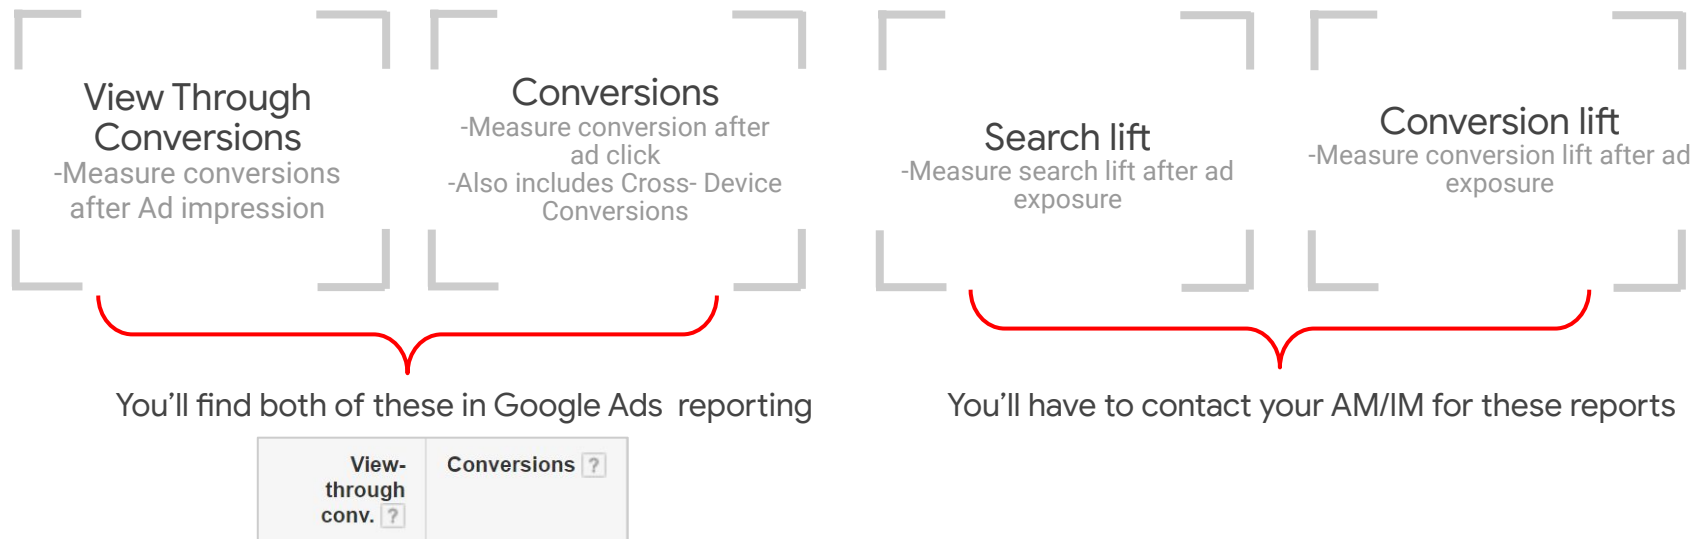 View Through
Conversions
-Measure conversions
after Ad impression
Conversions
-Measure conversion after
ad click
-Also includes Cross- Device
Conversions
Search lift
-Measure search lift after ad
exposure
Conversion lift
-Measure conversion lift after ad
exposure
You’ll find both of these in Google Ads  reporting
You’ll have to contact your AM/IM for these reports
View-
through
conv. ?
Conversions ?